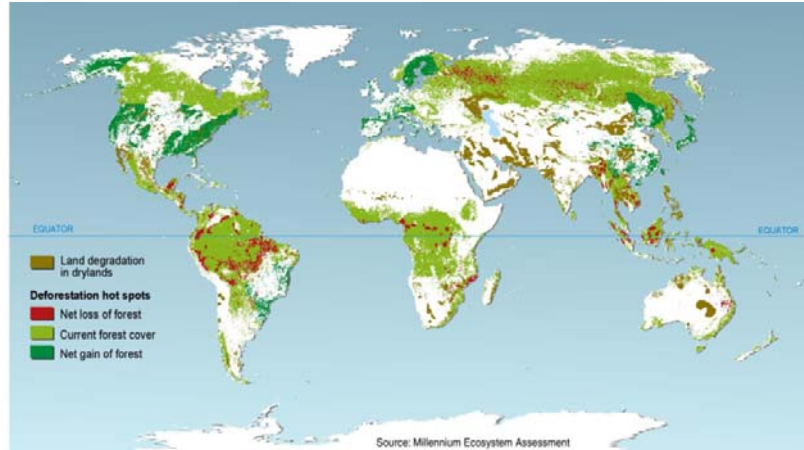 EQUATOR
EQUATOR
Land degradation
in drylands
Deforestation hot spots
Net loss of forest
Current forest cover
Net gain of forest
Source: Millennium Ecosystem Assessment